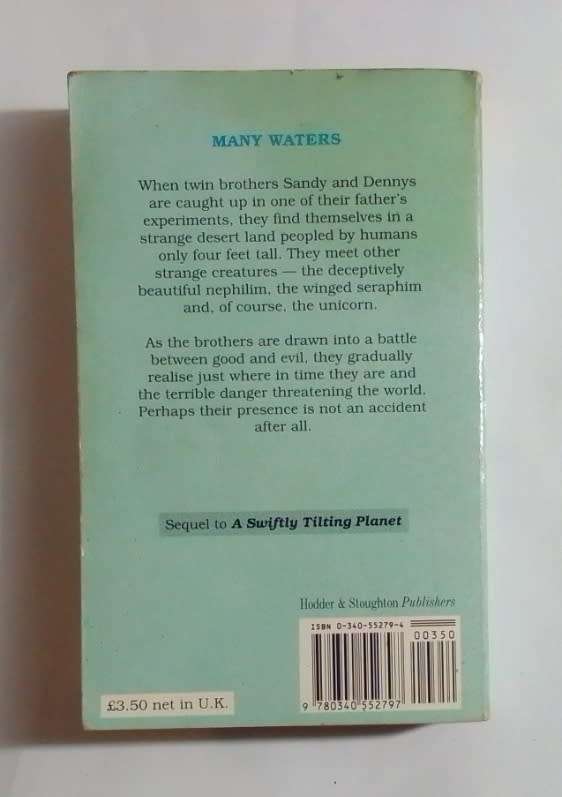 MANY WATERS
When twin brothers Sandy and Dennys
are caught up in one of their father's
experiments, they find themselves in a
strange desert land peopled by humans
only four feet tall. They meet other
strange creatures — the deceptively
beautiful nephilim, the winged seraphim
and, of course, the unicorn.
As the brothers are drawn into a battle
between good and evil, they gradually
realise just where in time they are and
the terrible danger threatening the world.
Perhaps their presence is not an accident
after all.
Sequel to A Swiftly Tilting Planet
Hodder & Stoughton Publishers
ISBN 0-340-55279-4
00350
9 780340 552797
£3.50 net in U.K.